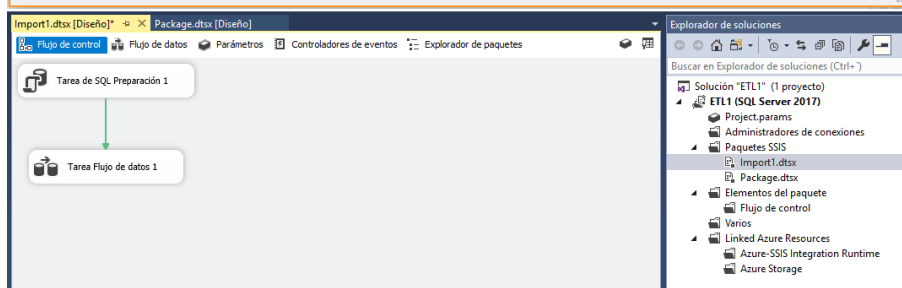 Import1.dtsx [Diseño]* Package.dtsx [Diseño]
Flujo de control Flujo de datos Parámetros Controladores de eventos Explorador de paquetes
Tarea de SQL Preparación 1
Tarea Flujo de datos 1
Explorador de soluciones
Buscar en Explorador de soluciones (Ctrl+¨)
Solución "ETL1" (1 proyecto)
ETL1 (SQL Server 2017)
Project.params
Administradores de conexiones
Paquetes SSIS
Import1.dtsx
Package.dtsx
Elementos del paquete
Flujo de control
Varios
Linked Azure Resources
Azure-SSIS Integration Runtime
Azure Storage